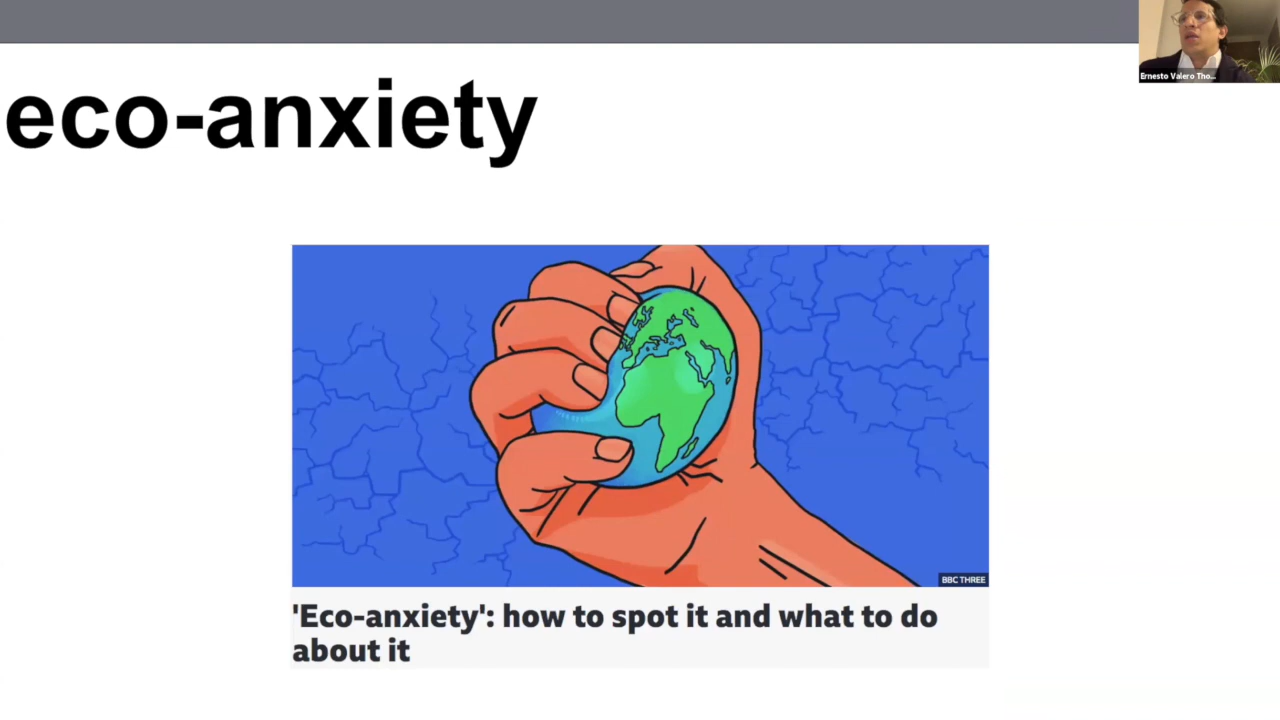 Ernesto Valero Tho...
eco-anxiety
BBC THREE
'Eco-anxiety': how to spot it and what to do
about it